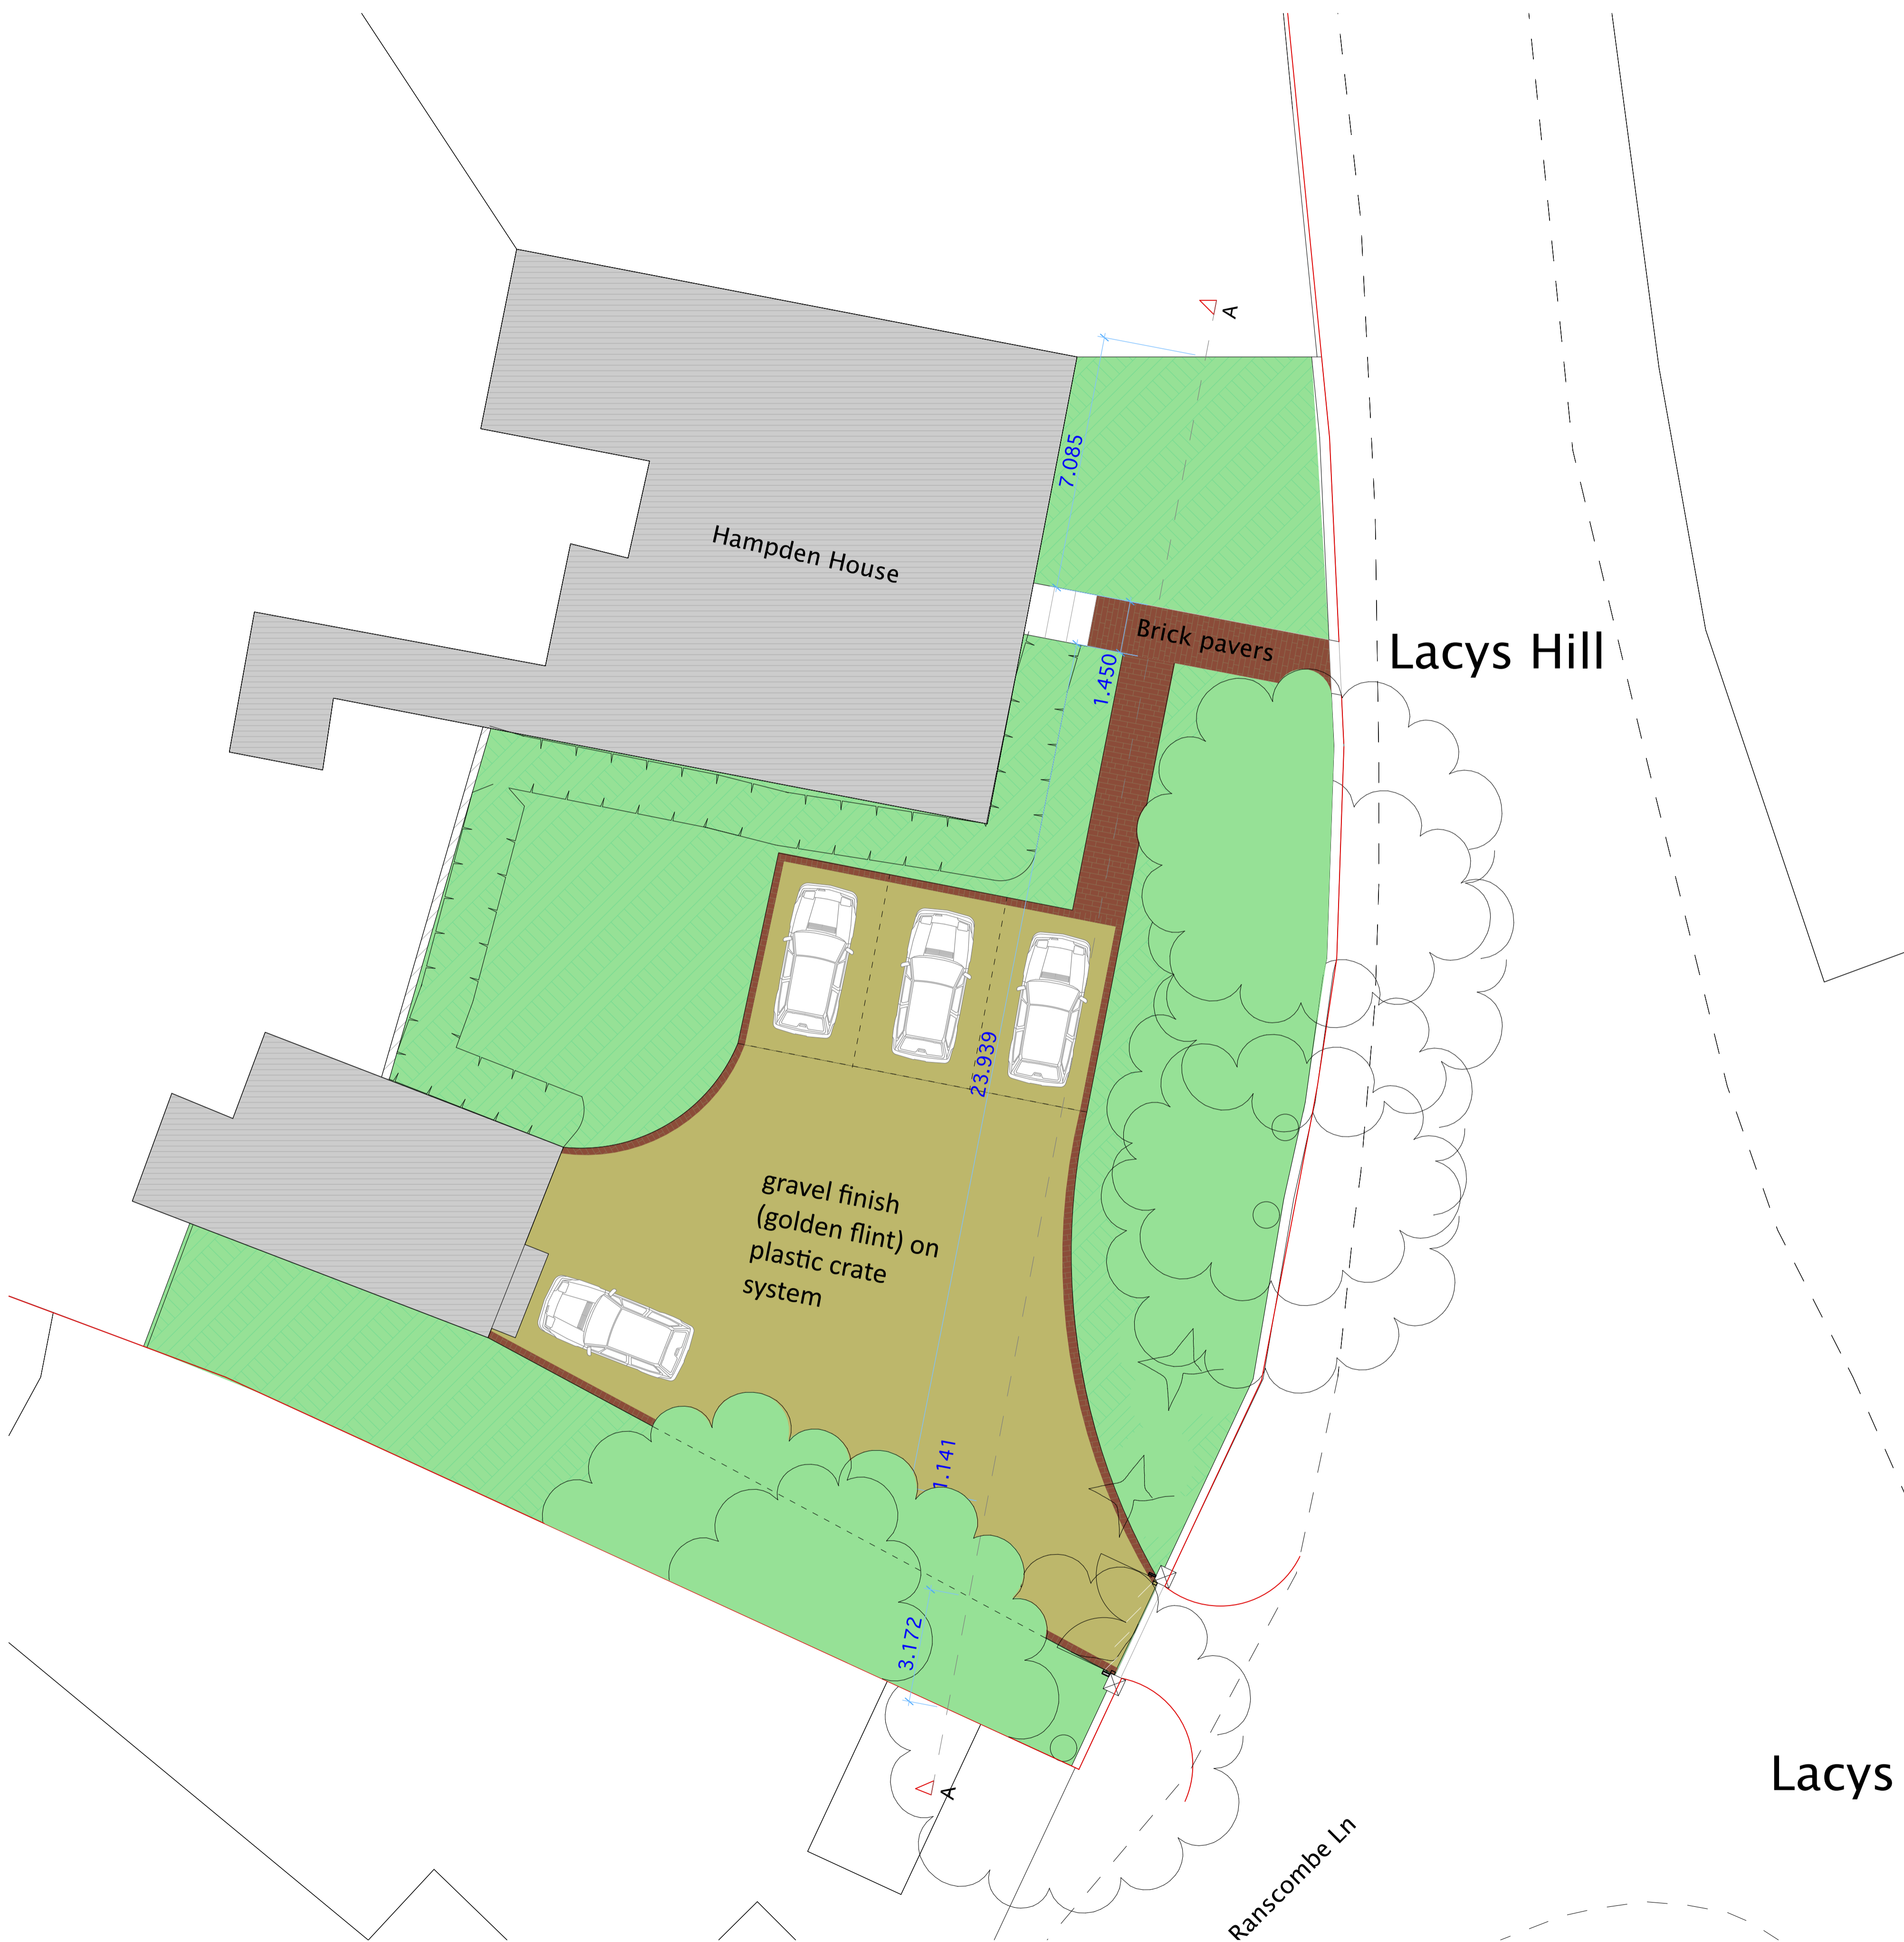 A
7.085
Hampden House
Brick pavers
Lacys Hill
1.450
23.939
gravel finish
(golden flint) on
plastic crate
system
1.141
3.172
A
Lacys
Ranscombe Ln